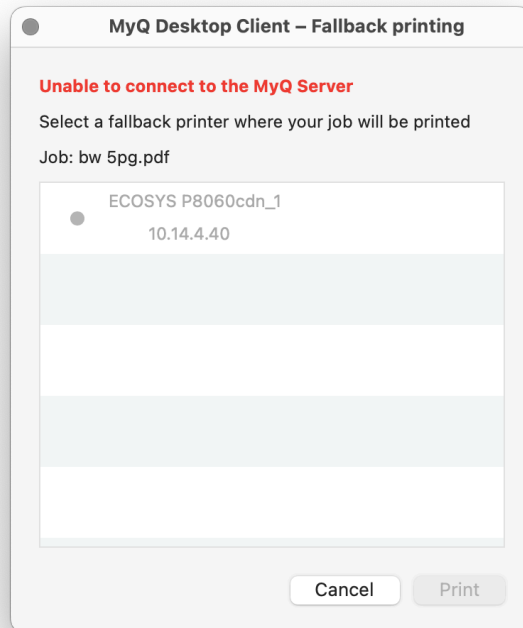 MyQ Desktop Client – Fallback printing
Unable to connect to the MyQ Server
Select a fallback printer where your job will be printed
Job: bw 5pg.pdf
ECOSYS P8060cdn_1
10.14.4.40
Cancel
Print